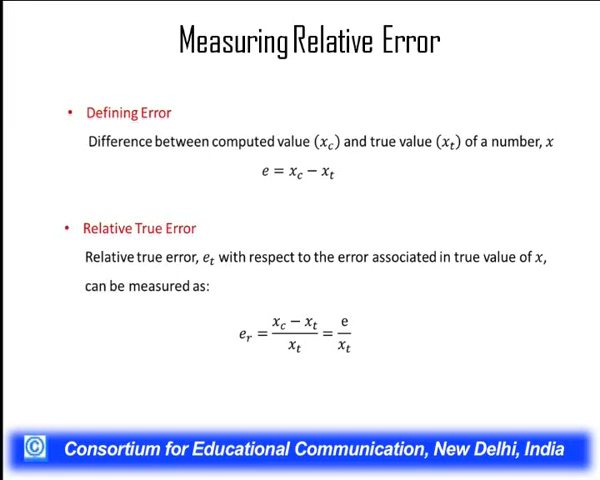 Measuring Relative Error
• Defining Error
Difference between computed value (x_c) and true value (x_t) of a number, x
e = x_c − x_t
• Relative True Error
Relative true error, e_t with respect to the error associated in true value of x,
can be measured as:
e_r = (x_c − x_t) / x_t = e / x_t
© Consortium for Educational Communication, New Delhi, India